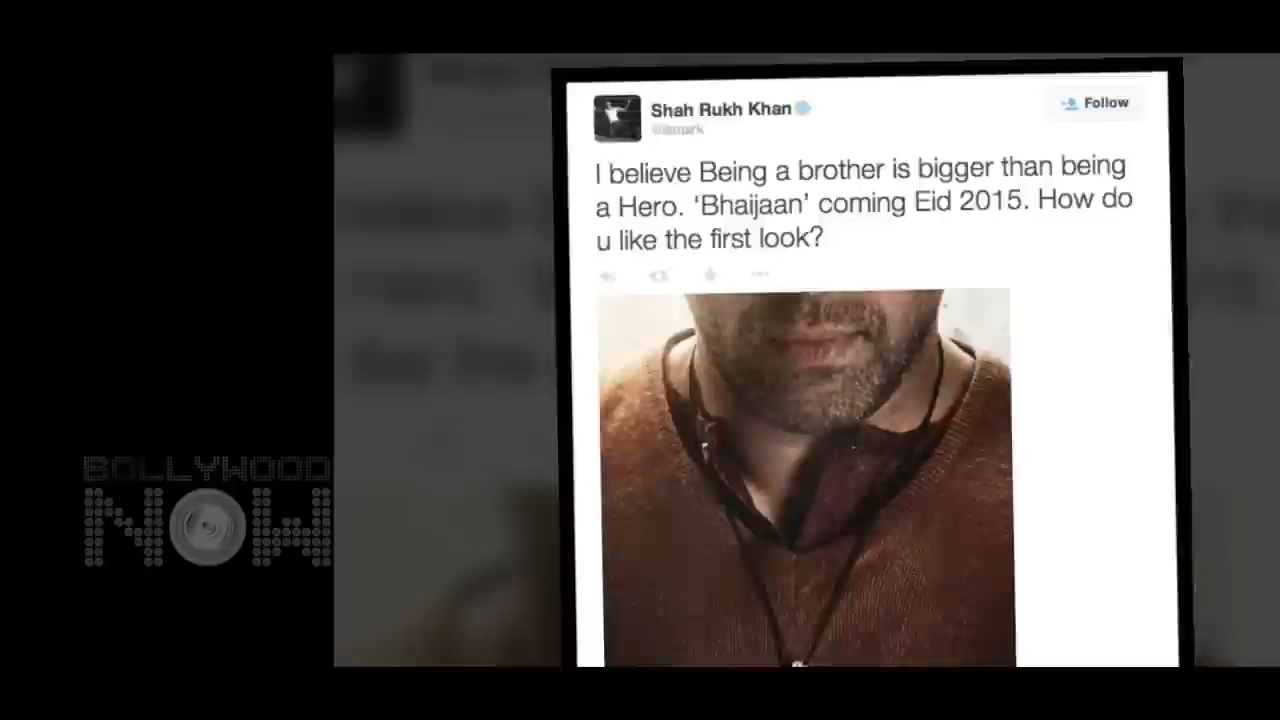 Shah Rukh Khan
Follow
@iamsrk
I believe Being a brother is bigger than being
a Hero. ‘Bhaijaan’ coming Eid 2015. How do
u like the first look?
BOLLYWOOD
NOW